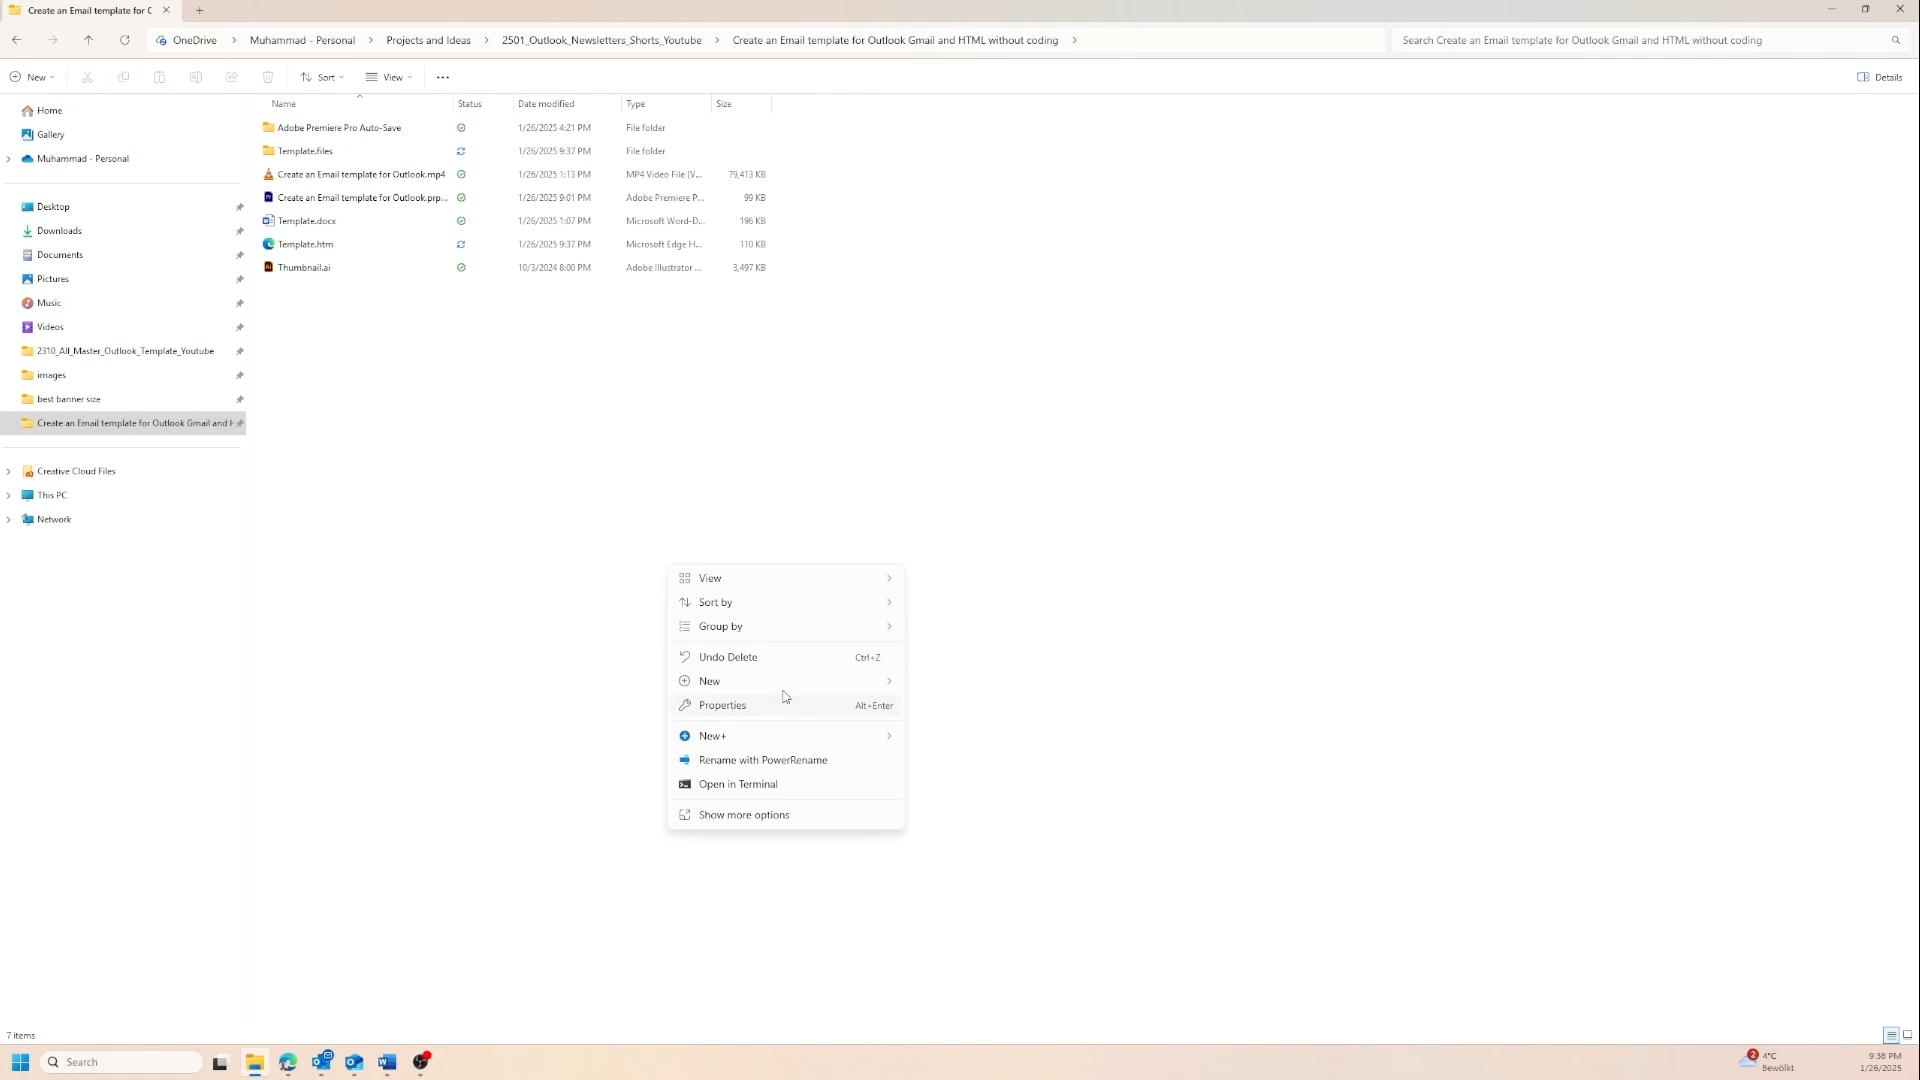 Create an Email template for C
OneDrive > Muhammad - Personal > Projects and Ideas > 2501_Outlook_Newsletters_Shorts_Youtube > Create an Email template for Outlook Gmail and HTML without coding >
Search Create an Email template for Outlook Gmail and HTML without coding
New Sort View ... Details
Name Status Date modified Type Size
Adobe Premiere Pro Auto-Save 1/26/2025 4:21 PM File folder
Template.files 1/26/2025 9:37 PM File folder
Create an Email template for Outlook.mp4 1/26/2025 1:13 PM MP4 Video File (V... 79,413 KB
Create an Email template for Outlook.prp... 1/26/2025 9:01 PM Adobe Premiere P... 99 KB
Template.docx 1/26/2025 1:07 PM Microsoft Word-D... 196 KB
Template.htm 1/26/2025 9:37 PM Microsoft Edge H... 110 KB
Thumbnail.ai 10/3/2024 8:00 PM Adobe Illustrator ... 3,497 KB
Home
Gallery
Muhammad - Personal
Desktop
Downloads
Documents
Pictures
Music
Videos
2310_All_Master_Outlook_Template_Youtube
images
best banner size
Create an Email template for Outlook Gmail and H
Creative Cloud Files
This PC
Network
View
Sort by
Group by
Undo Delete Ctrl+Z
New
Properties Alt+Enter
New+
Rename with PowerRename
Open in Terminal
Show more options
7 items
Search
2
4°C
Bewölkt
9:38 PM
1/26/2025